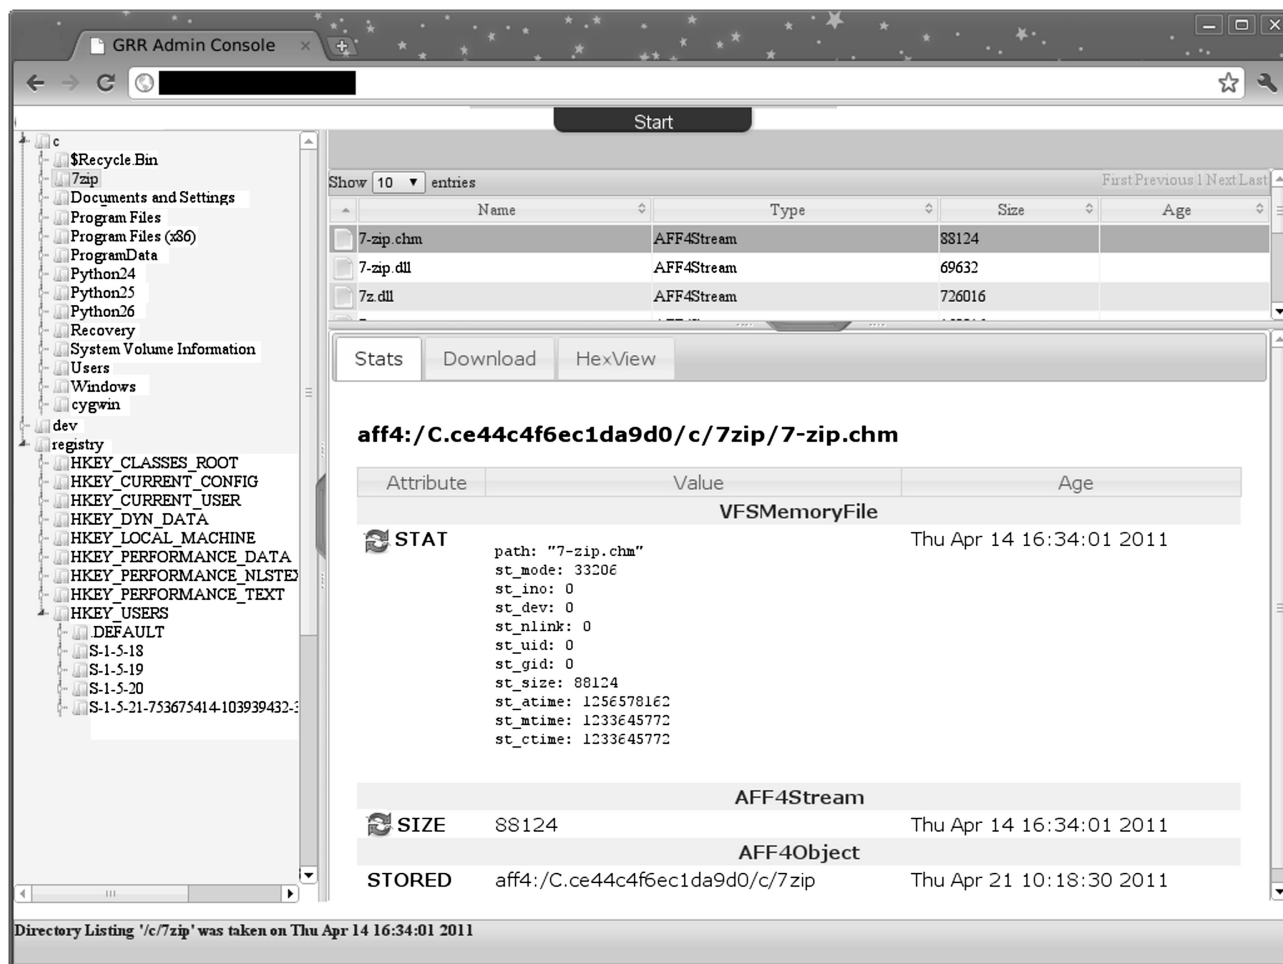 GRR Admin Console
Start
c
$Recycle.Bin
7zip
Documents and Settings
Program Files
Program Files (x86)
ProgramData
Python24
Python25
Python26
Recovery
System Volume Information
Users
Windows
cygwin
dev
registry
HKEY_CLASSES_ROOT
HKEY_CURRENT_CONFIG
HKEY_CURRENT_USER
HKEY_DYN_DATA
HKEY_LOCAL_MACHINE
HKEY_PERFORMANCE_DATA
HKEY_PERFORMANCE_NLSTEX
HKEY_PERFORMANCE_TEXT
HKEY_USERS
.DEFAULT
S-1-5-18
S-1-5-19
S-1-5-20
S-1-5-21-753675414-103939432-3
Show 10 entries First Previous 1 Next Last
Name Type Size Age
7-zip.chm AFF4Stream 88124
7-zip.dll AFF4Stream 69632
7z.dll AFF4Stream 726016
Stats Download HexView
aff4:/C.ce44c4f6ec1da9d0/c/7zip/7-zip.chm
Attribute Value Age
VFSMemoryFile
STAT Thu Apr 14 16:34:01 2011
path: "7-zip.chm"
st_mode: 33206
st_ino: 0
st_dev: 0
st_nlink: 0
st_uid: 0
st_gid: 0
st_size: 88124
st_atime: 1256578162
st_mtime: 1233645772
st_ctime: 1233645772
AFF4Stream
SIZE 88124 Thu Apr 14 16:34:01 2011
AFF4Object
STORED aff4:/C.ce44c4f6ec1da9d0/c/7zip Thu Apr 21 10:18:30 2011
Directory Listing '/c/7zip' was taken on Thu Apr 14 16:34:01 2011